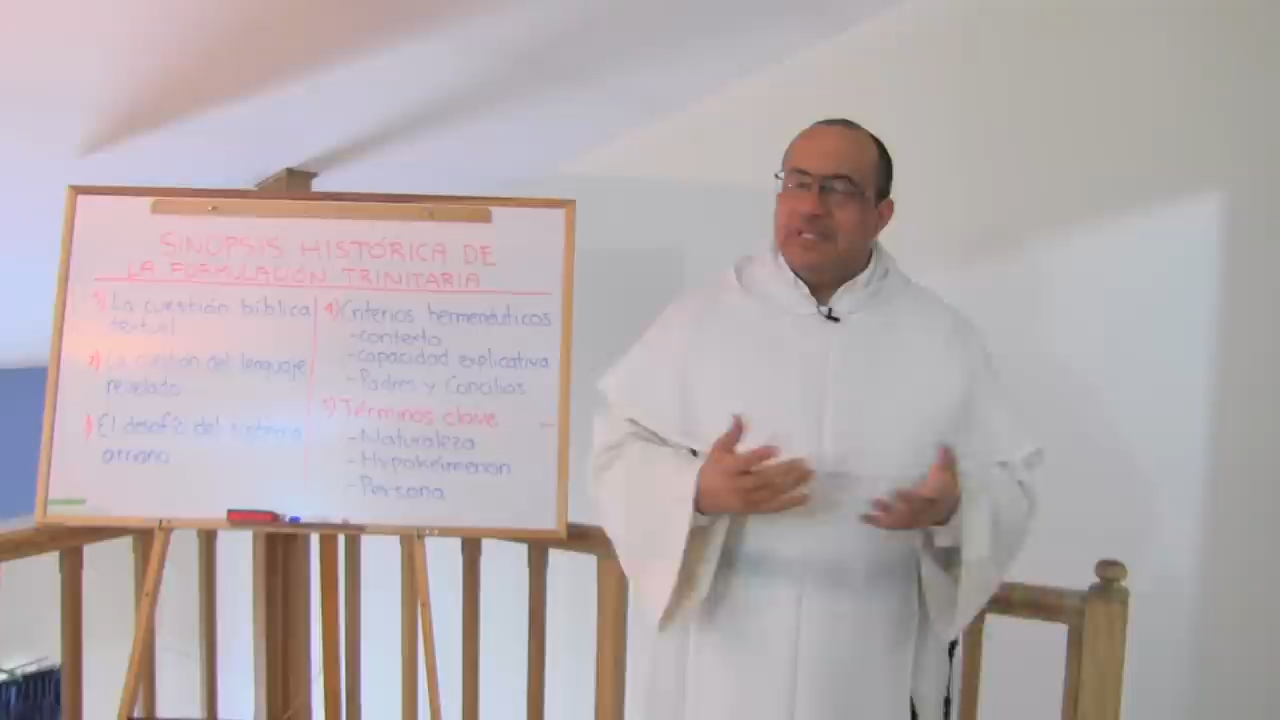 SINOPSIS HISTÓRICA DE
LA FORMULACIÓN TRINITARIA
1) La cuestión bíblica
textual
2) La cuestión del lenguaje
revelado
3) El desafío del sistema
arriano
4) Criterios hermenéuticos
- contexto
- capacidad explicativa
- Padres y Concilios
5) Términos clave
- Naturaleza
- Hypokeimenon
- Persona